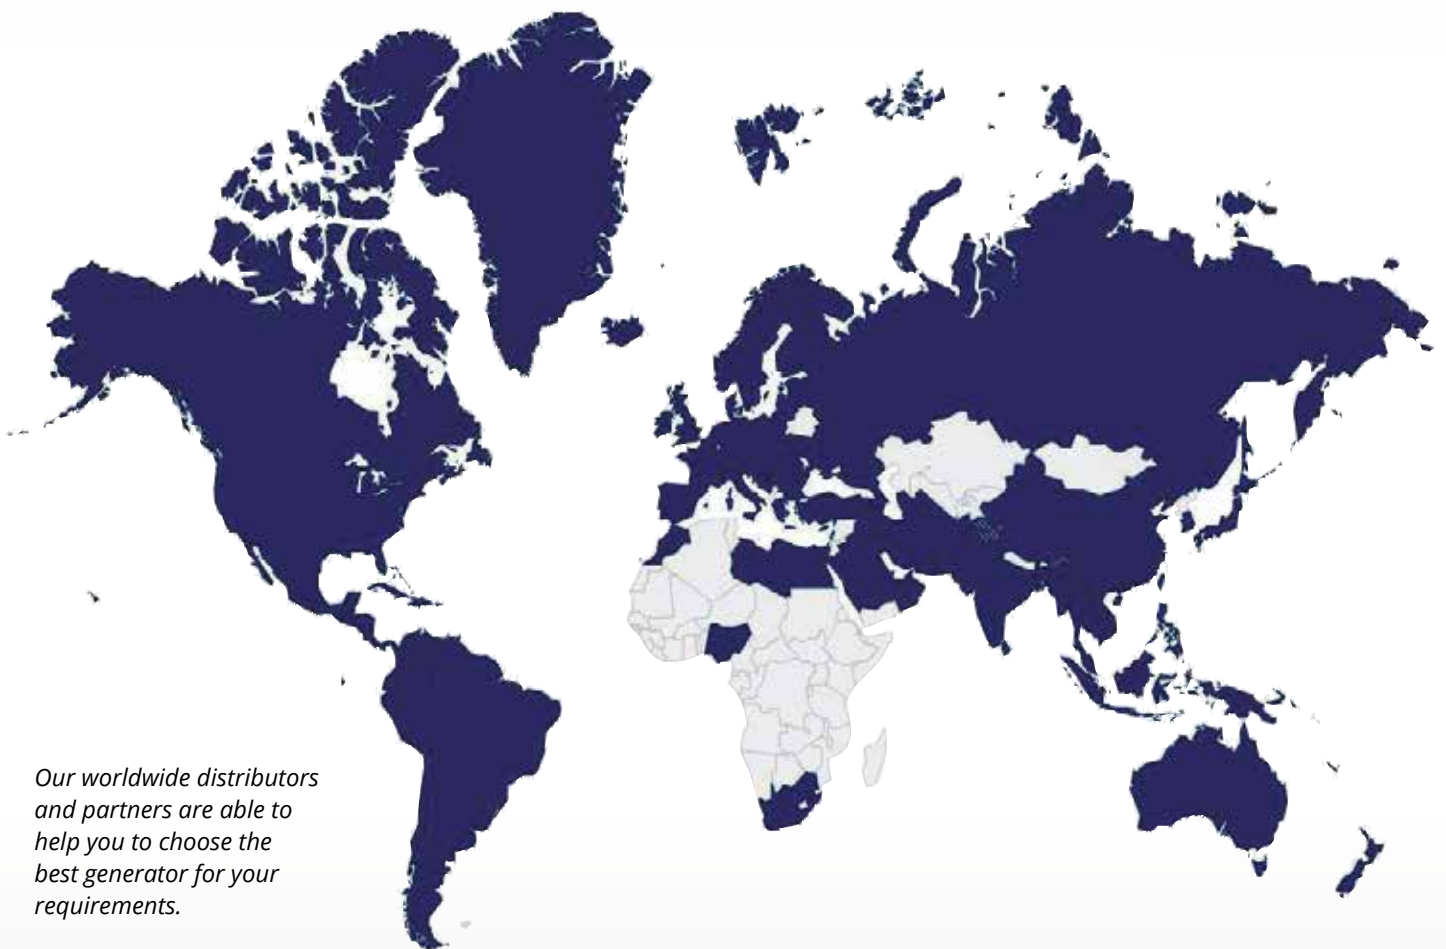 Our worldwide distributors
and partners are able to
help you to choose the
best generator for your
requirements.